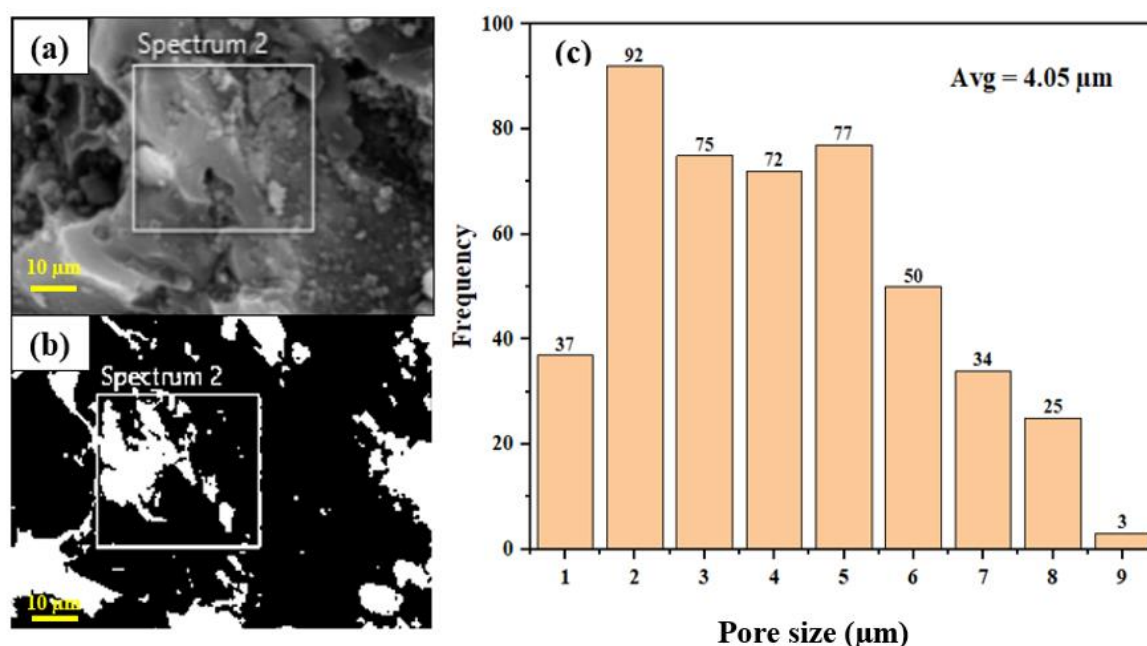 (a)
Spectrum 2
10 µm
(b)
Spectrum 2
10 µm
(c)
Avg = 4.05 µm
Frequency
100
80
60
40
20
0
37
92
75
72
77
50
34
25
3
1 2 3 4 5 6 7 8 9
Pore size (µm)